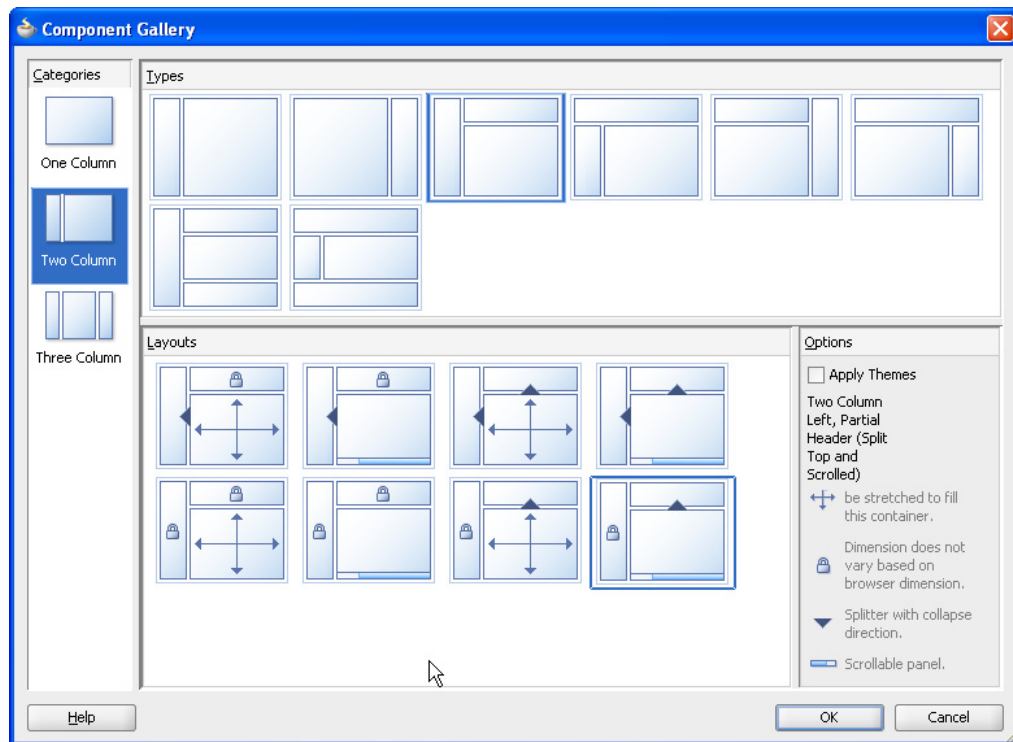 Component Gallery
Categories
One Column
Two Column
Three Column
Types
Layouts
Options
Apply Themes
Two Column
Left, Partial
Header (Split
Top and
Scrolled)
be stretched to fill
this container.
Dimension does not
vary based on
browser dimension.
Splitter with collapse
direction.
Scrollable panel.
Help
OK
Cancel